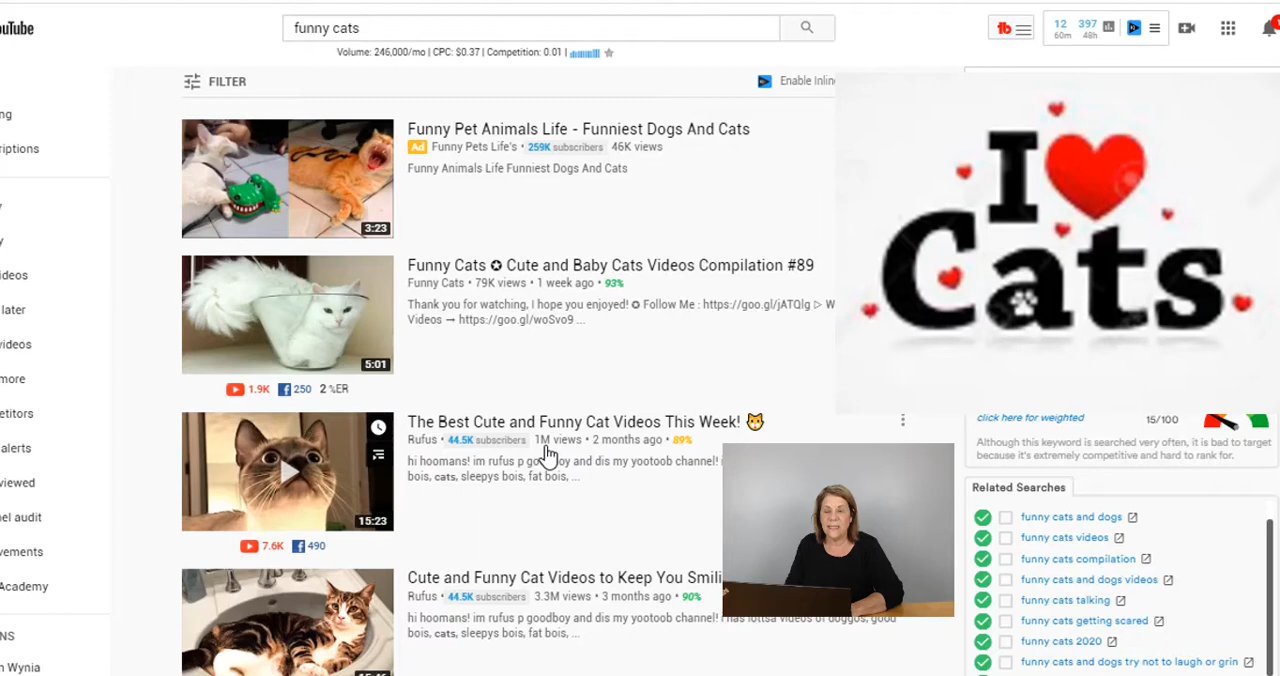 ouTube
funny cats
12 397
60m 48h
Volume: 246,000/mo | CPC: $0.37 | Competition: 0.01 |
FILTER
Enable Inlin
ng
riptions
y
ideos
later
videos
more
etitors
alerts
viewed
nel audit
vements
Academy
NS
n Wynia
Funny Pet Animals Life - Funniest Dogs And Cats
Ad Funny Pets Life's • 259K subscribers 46K views
Funny Animals Life Funniest Dogs And Cats
3:23
Funny Cats ✪ Cute and Baby Cats Videos Compilation #89
Funny Cats • 79K views • 1 week ago • 93%
Thank you for watching, I hope you enjoyed! ✪ Follow Me : https://goo.gl/jATQlg ▷ W
Videos → https://goo.gl/woSvo9 ...
5:01
1.9K 250 2 %ER
The Best Cute and Funny Cat Videos This Week! 🐱
Rufus • 44.5K subscribers 1M views • 2 months ago • 89%
hi hoomans! im rufus p goodboy and dis my yootoob channel! i
bois, cats, sleepys bois, fat bois, ...
15:23
7.6K 490
Cute and Funny Cat Videos to Keep You Smili
Rufus • 44.5K subscribers 3.3M views • 3 months ago • 90%
hi hoomans! im rufus p goodboy and dis my yootoob channel! i has lottsa videos of doggos, good
bois, cats, sleepys bois, fat bois, ...
I
Cats
click here for weighted
15/100
Although this keyword is searched very often, it is bad to target
because it's extremely competitive and hard to rank for.
Related Searches
funny cats and dogs
funny cats videos
funny cats compilation
funny cats and dogs videos
funny cats talking
funny cats getting scared
funny cats 2020
funny cats and dogs try not to laugh or grin